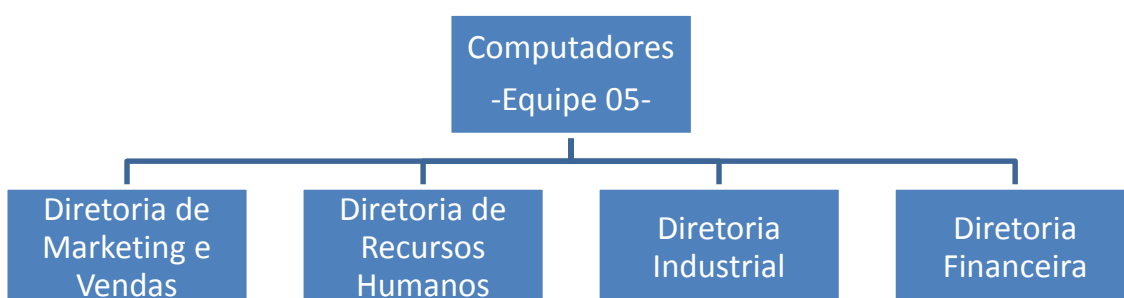 Computadores
-Equipe 05-
Diretoria de
Marketing e
Vendas
Diretoria de
Recursos
Humanos
Diretoria
Industrial
Diretoria
Financeira